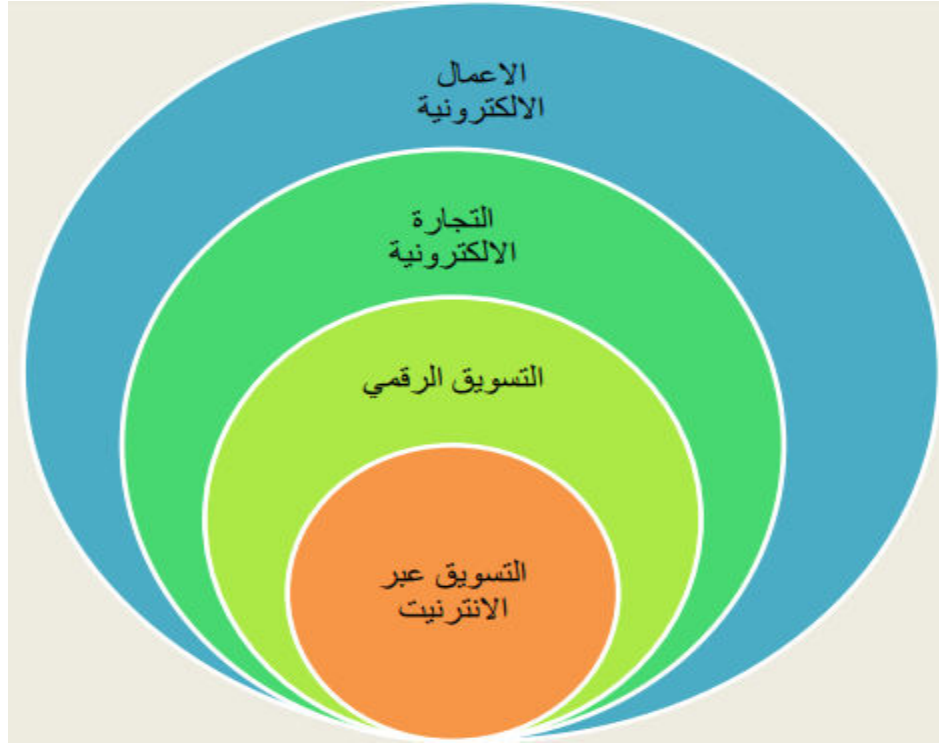 الاعمال
الالكترونية
التجارة
الالكترونية
التسويق الرقمي
التسويق عبر
الانترنيت